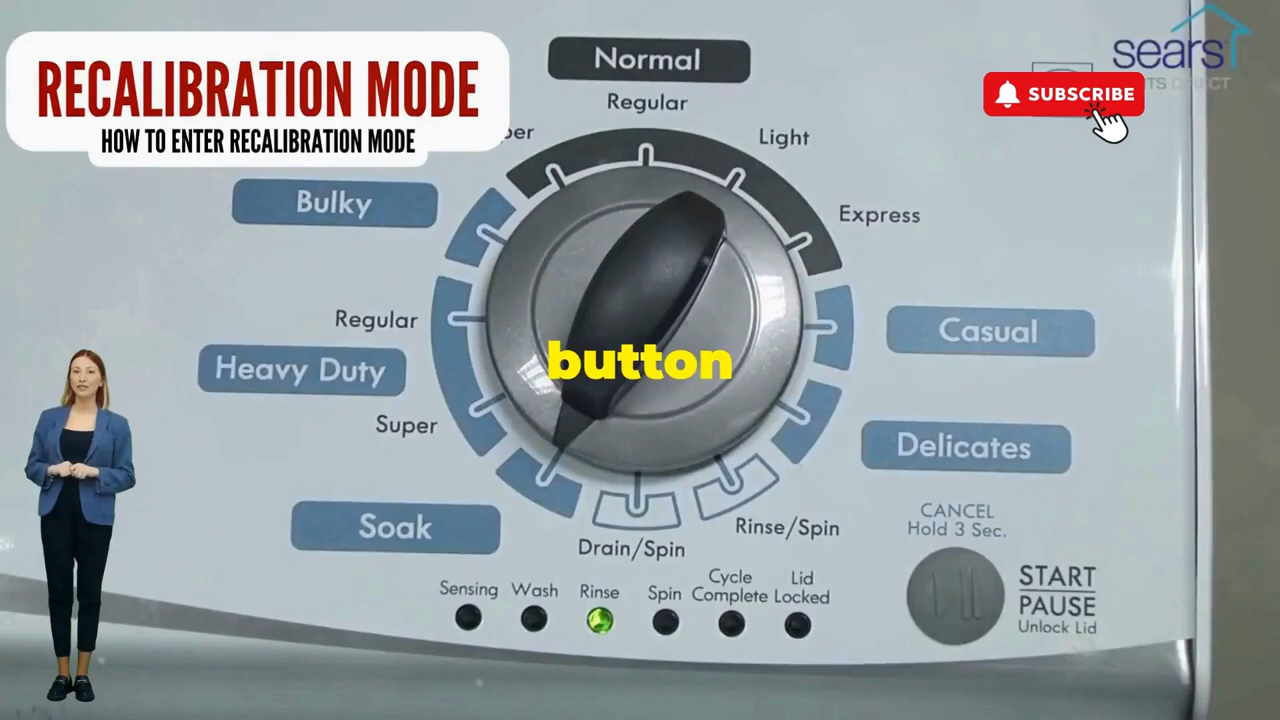 RECALIBRATION MODE
HOW TO ENTER RECALIBRATION MODE
sears
SUBSCRIBE
Normal
Regular
Light
Express
Bulky
Regular
Heavy Duty
Super
Casual
button
Delicates
Soak
Drain/Spin
Rinse/Spin
CANCEL
Hold 3 Sec.
Sensing
Wash
Rinse
Spin
Cycle
Complete
Lid
Locked
START
PAUSE
Unlock Lid